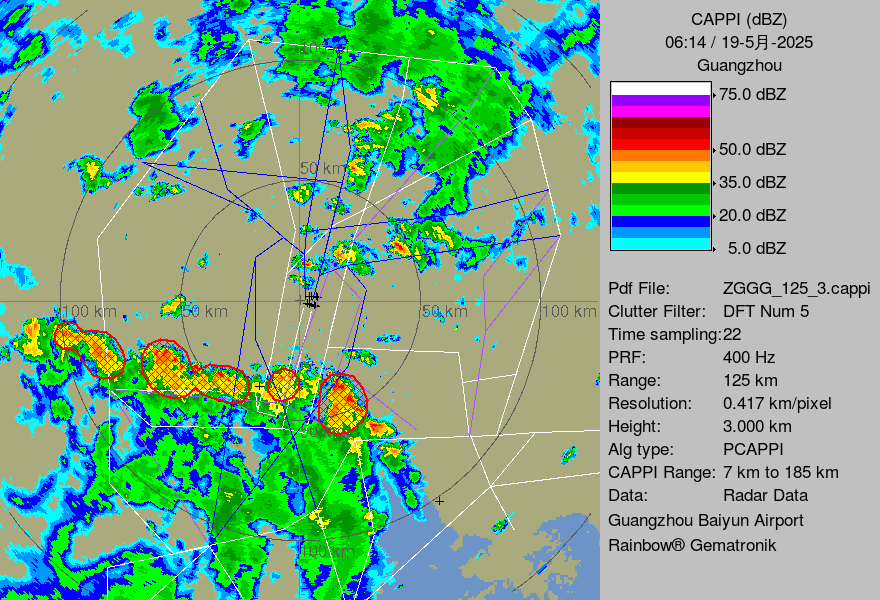 100 km
50 km
100 km
50 km
50 km
100 km
50 km
100 km
CAPPI (dBZ)
06:14 / 19-5月-2025
Guangzhou
75.0 dBZ
50.0 dBZ
35.0 dBZ
20.0 dBZ
5.0 dBZ
Pdf File: ZGGG_125_3.cappi
Clutter Filter: DFT Num 5
Time sampling:22
PRF: 400 Hz
Range: 125 km
Resolution: 0.417 km/pixel
Height: 3.000 km
Alg type: PCAPPI
CAPPI Range: 7 km to 185 km
Data: Radar Data
Guangzhou Baiyun Airport
Rainbow® Gematronik